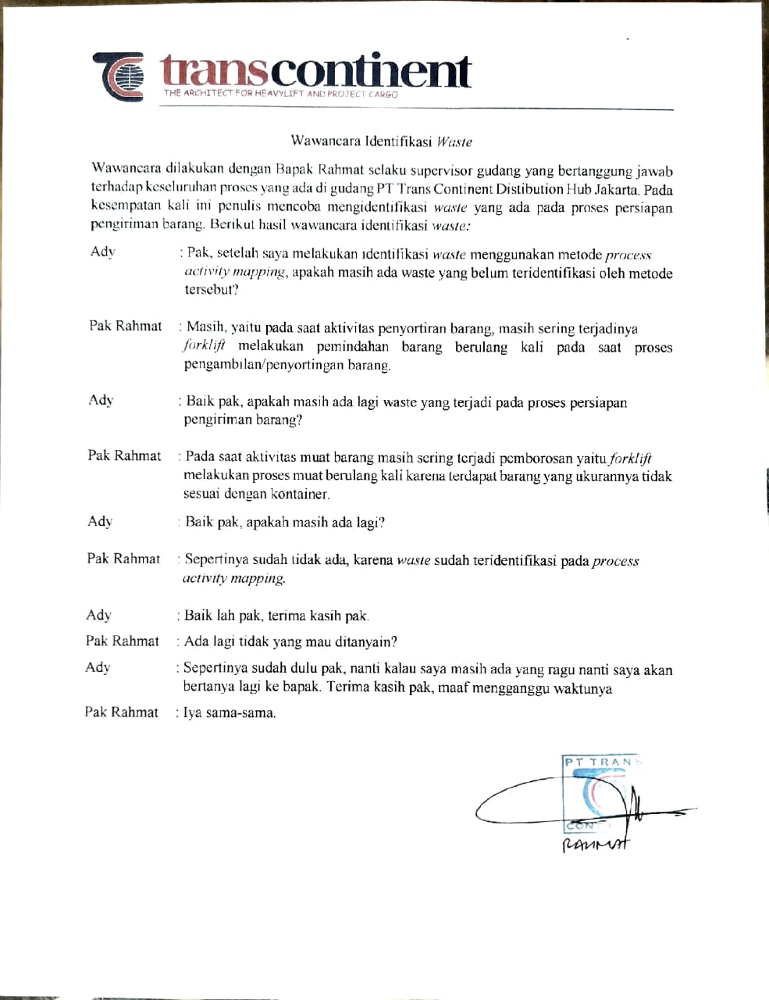 transcontinent
THE ARCHITECT FOR HEAVYLIFT AND PROJECT CARGO
Wawancara Identifikasi Waste
Wawancara dilakukan dengan Bapak Rahmat selaku supervisor gudang yang bertanggung jawab
terhadap keseluruhan proses yang ada di gudang PT Trans Continent Distibution Hub Jakarta. Pada
kesempatan kali ini penulis mencoba mengidentifikasi waste yang ada pada proses persiapan
pengiriman barang. Berikut hasil wawancara identifikasi waste:
Ady : Pak, setelah saya melakukan identifikasi waste menggunakan metode process
activity mapping, apakah masih ada waste yang belum teridentifikasi oleh metode
tersebut?
Pak Rahmat : Masih, yaitu pada saat aktivitas penyortiran barang, masih sering terjadinya
forklift melakukan pemindahan barang berulang kali pada saat proses
pengambilan/penyortingan barang.
Ady : Baik pak, apakah masih ada lagi waste yang terjadi pada proses persiapan
pengiriman barang?
Pak Rahmat : Pada saat aktivitas muat barang masih sering terjadi pemborosan yaitu forklift
melakukan proses muat berulang kali karena terdapat barang yang ukurannya tidak
sesuai dengan kontainer.
Ady : Baik pak, apakah masih ada lagi?
Pak Rahmat : Sepertinya sudah tidak ada, karena waste sudah teridentifikasi pada process
activity mapping.
Ady : Baik lah pak, terima kasih pak.
Pak Rahmat : Ada lagi tidak yang mau ditanyain?
Ady : Sepertinya sudah dulu pak, nanti kalau saya masih ada yang ragu nanti saya akan
bertanya lagi ke bapak. Terima kasih pak, maaf mengganggu waktunya
Pak Rahmat : Iya sama-sama.
PT TRANS
CONT
RAHMAT